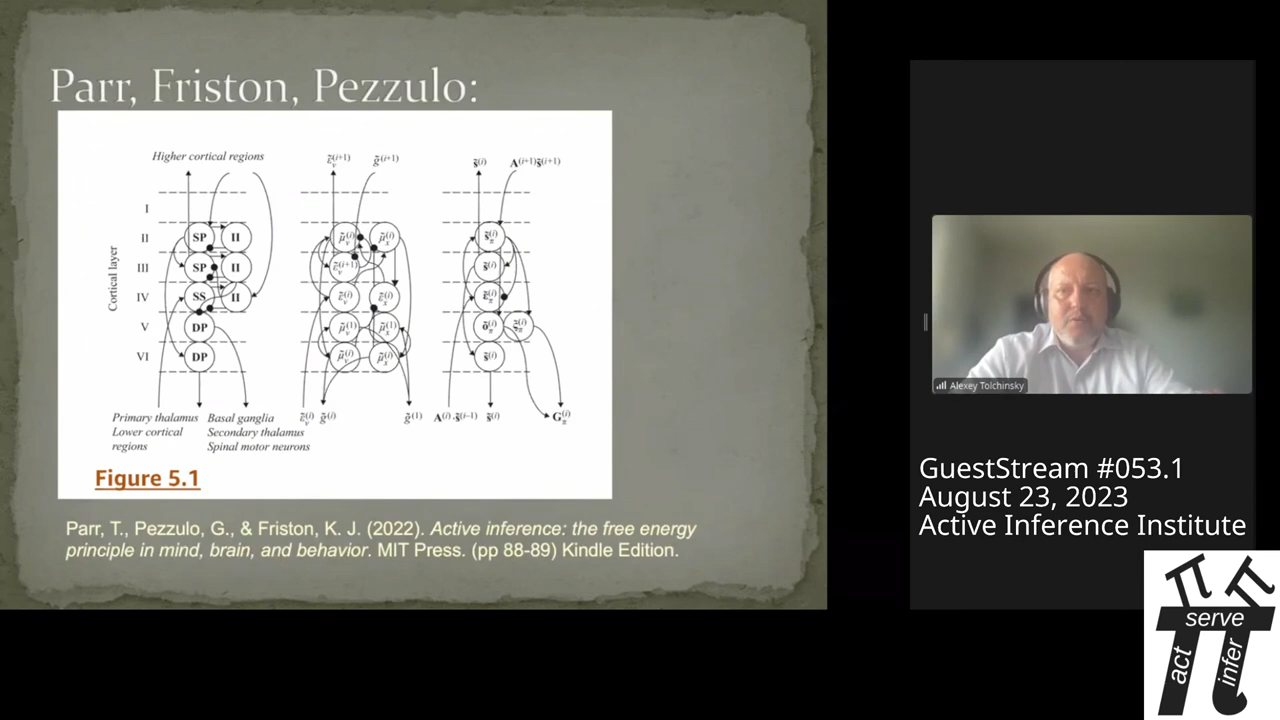 Parr, Friston, Pezzulo:
Higher cortical regions
Cortical layer
I
II
III
IV
V
VI
SP II
SP II
SS II
DP
DP
Primary thalamus
Lower cortical
regions
Basal ganglia
Secondary thalamus
Spinal motor neurons
Figure 5.1
Parr, T., Pezzulo, G., & Friston, K. J. (2022). Active inference: the free energy
principle in mind, brain, and behavior. MIT Press. (pp 88-89) Kindle Edition.
Alexey Tolchinsky
GuestStream #053.1
August 23, 2023
Active Inference Institute
serve
act
infer